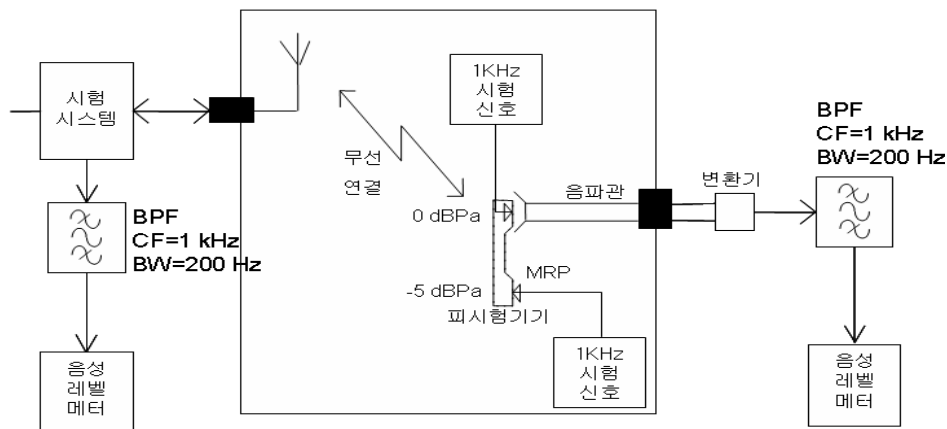 시험
시스템
BPF
CF=1 kHz
BW=200 Hz
음성
레벨
메터
무선
연결
1KHz
시험
신호
0 dBPa
-5 dBPa
MRP
피시험기기
1KHz
시험
신호
음파관
변환기
BPF
CF=1 kHz
BW=200 Hz
음성
레벨
메터